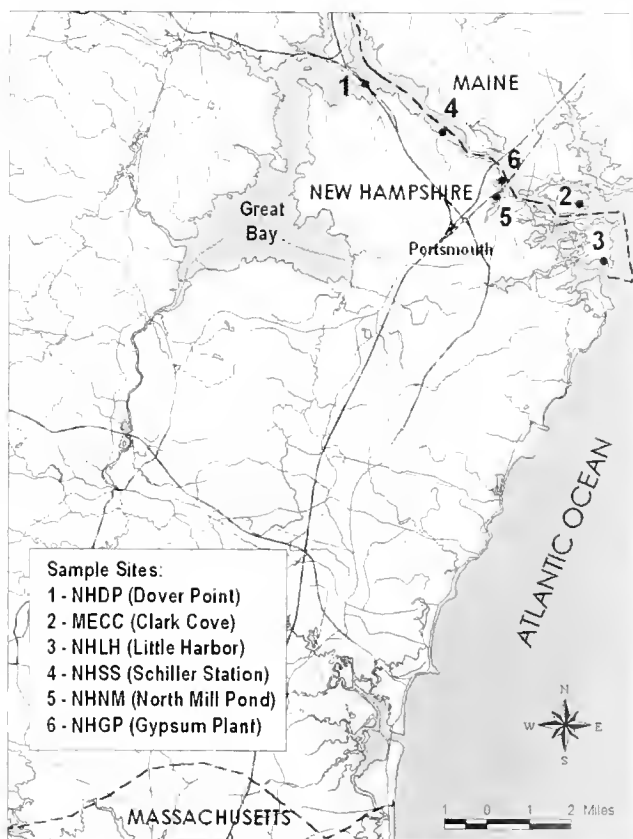 1
MAINE
4
6
NEW HAMPSHIRE
2
5
Great
Bay
Portsmouth
3
ATLANTIC OCEAN
Sample Sites:
1 - NHDP (Dover Point)
2 - MECC (Clark Cove)
3 - NHLH (Little Harbor)
4 - NHSS (Schiller Station)
5 - NHNM (North Mill Pond)
6 - NHGP (Gypsum Plant)
N
W E
S
MASSACHUSETTS
1 0 1 2 Miles